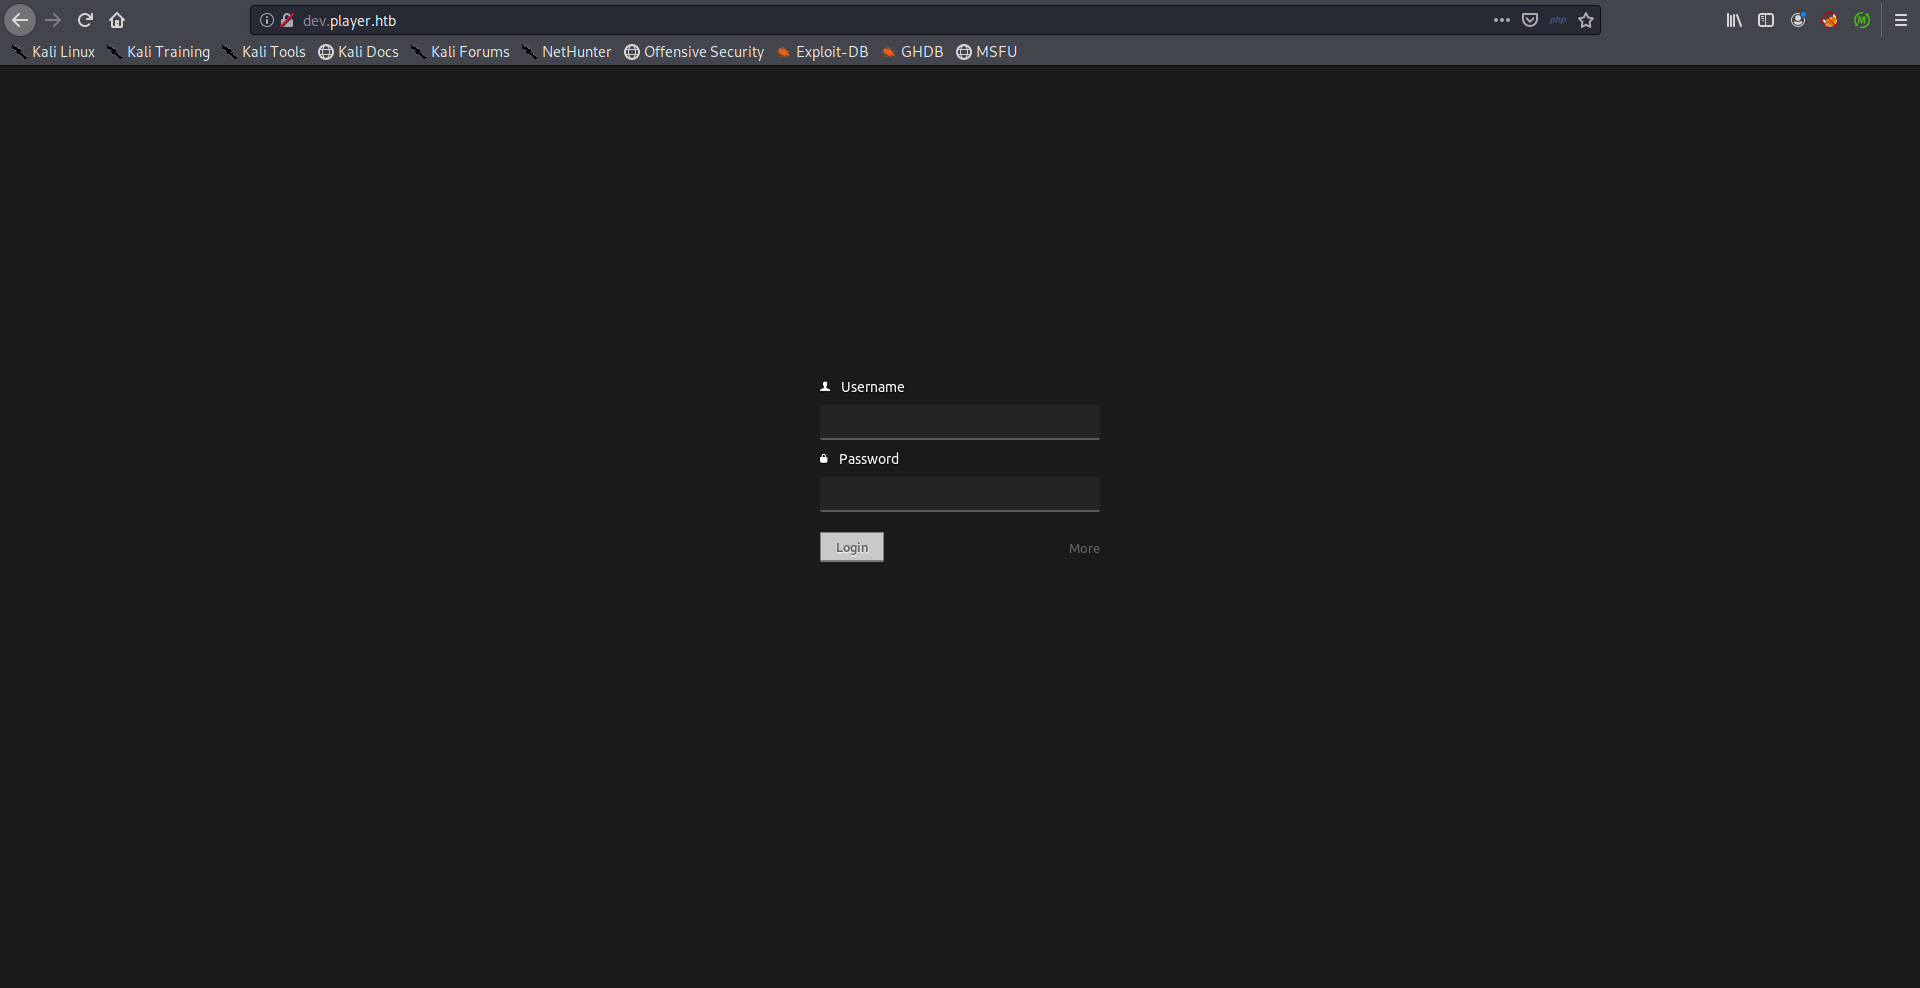 dev.player.htb php
Kali Linux Kali Training Kali Tools Kali Docs Kali Forums NetHunter Offensive Security Exploit-DB GHDB MSFU
Username
Password
Login More